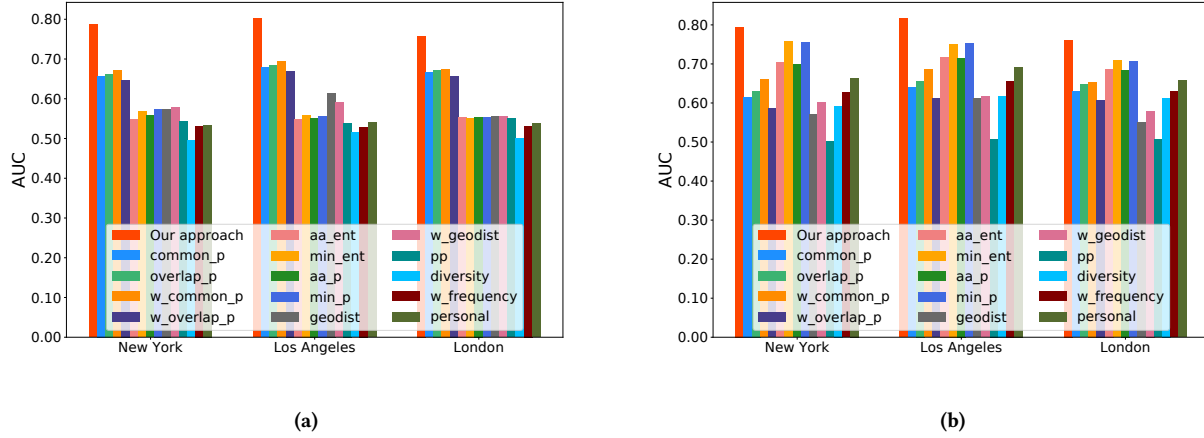 AUC
0.80
0.70
0.60
0.50
0.40
0.30
0.20
0.10
0.00
Our approach
common_p
overlap_p
w_common_p
w_overlap_p
aa_ent
min_ent
aa_p
min_p
geodist
w_geodist
pp
diversity
w_frequency
personal
New York
Los Angeles
London
(a)
AUC
0.80
0.70
0.60
0.50
0.40
0.30
0.20
0.10
0.00
Our approach
common_p
overlap_p
w_common_p
w_overlap_p
aa_ent
min_ent
aa_p
min_p
geodist
w_geodist
pp
diversity
w_frequency
personal
New York
Los Angeles
London
(b)